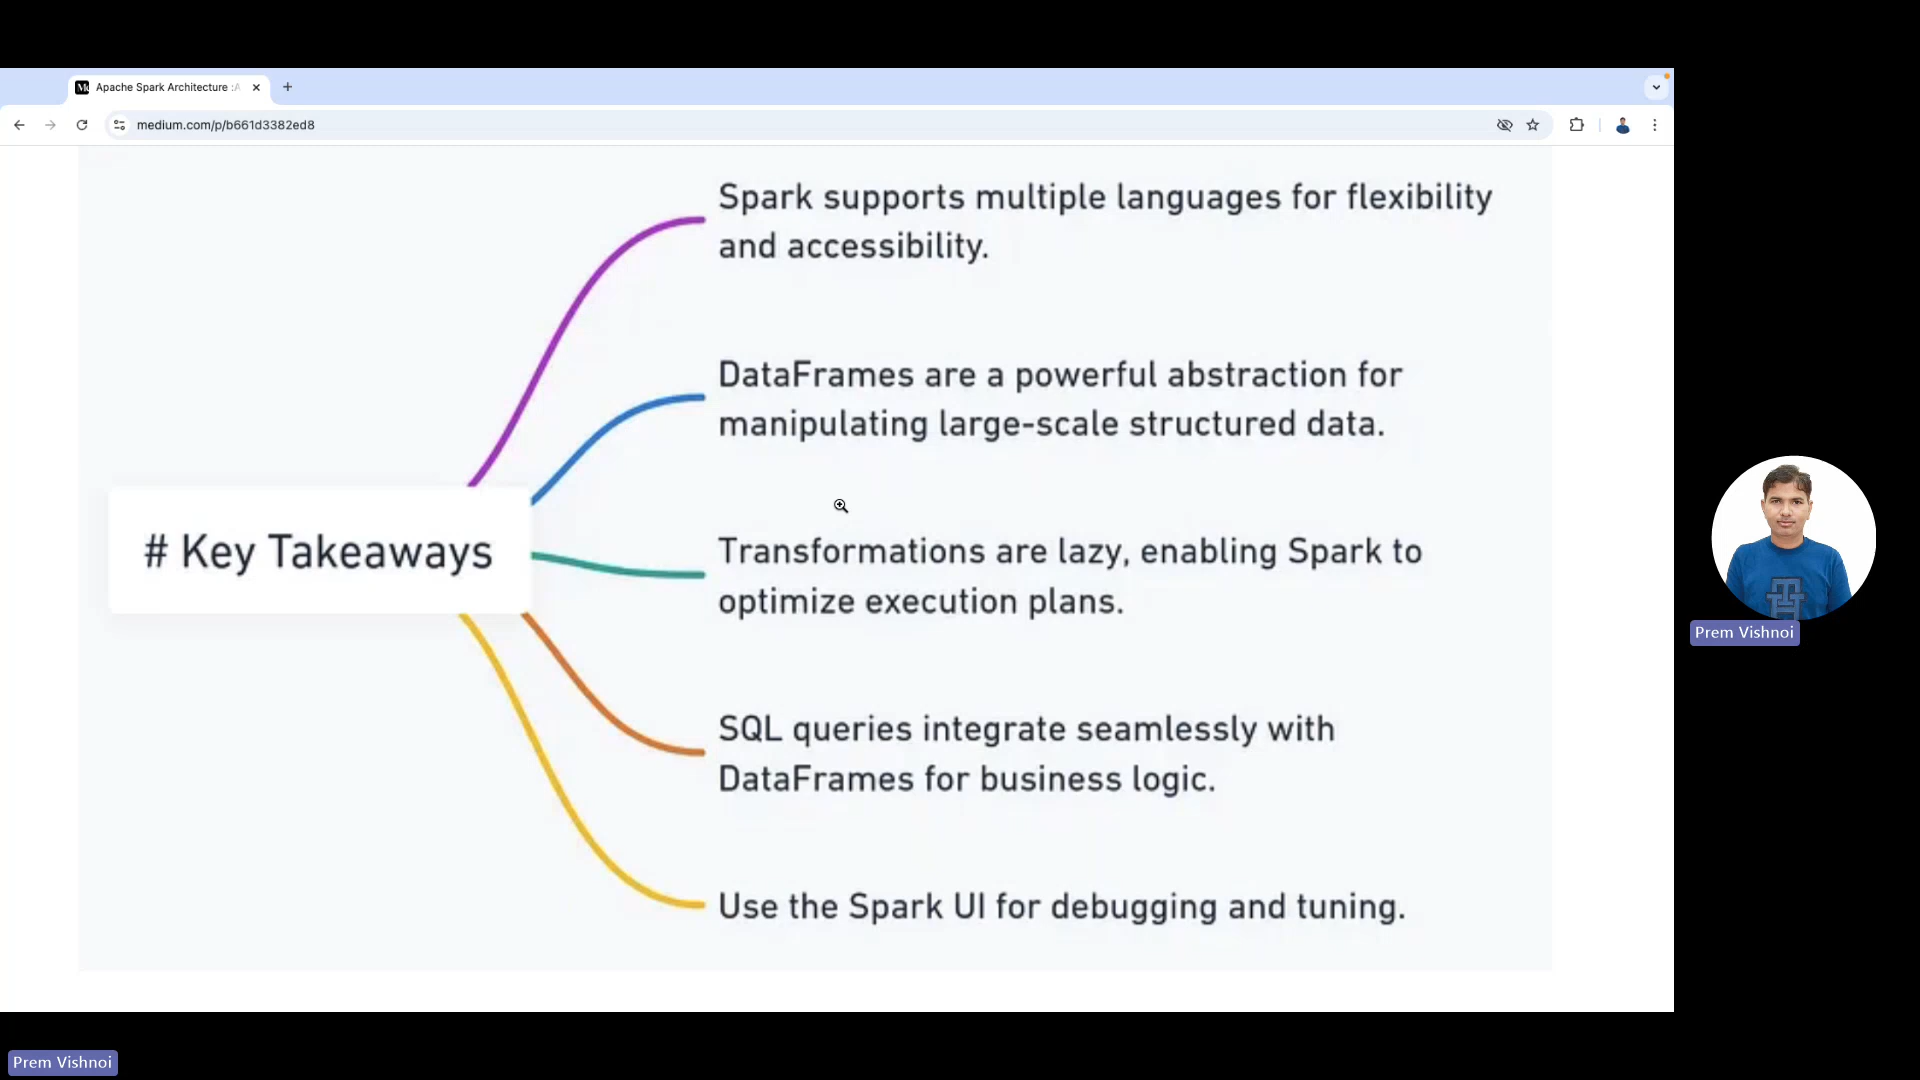 Apache Spark Architecture :A
medium.com/p/b661d3382ed8
Spark supports multiple languages for flexibility
and accessibility.
DataFrames are a powerful abstraction for
manipulating large-scale structured data.
# Key Takeaways
Transformations are lazy, enabling Spark to
optimize execution plans.
SQL queries integrate seamlessly with
DataFrames for business logic.
Use the Spark UI for debugging and tuning.
Prem Vishnoi
Prem Vishnoi